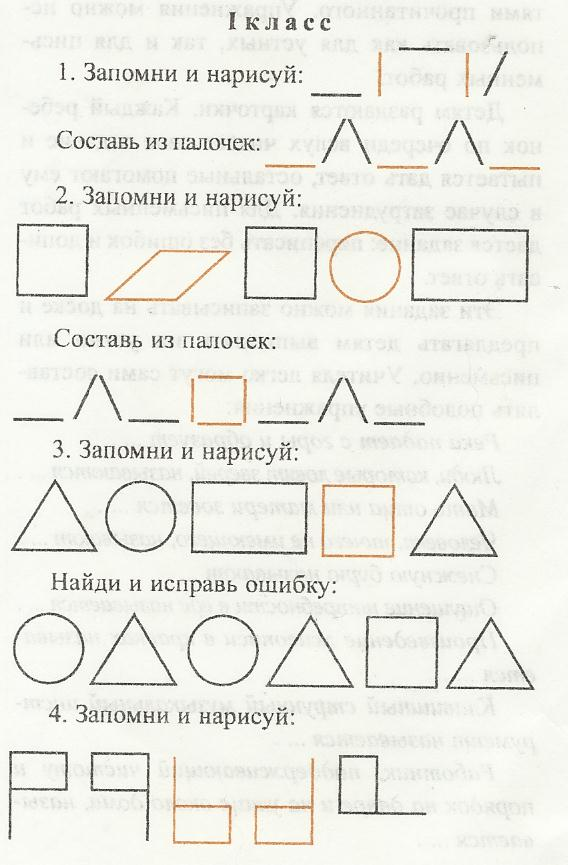 I класс
1. Запомни и нарисуй:
Составь из палочек:
2. Запомни и нарисуй:
Составь из палочек:
3. Запомни и нарисуй:
Найди и исправь ошибку:
4. Запомни и нарисуй: